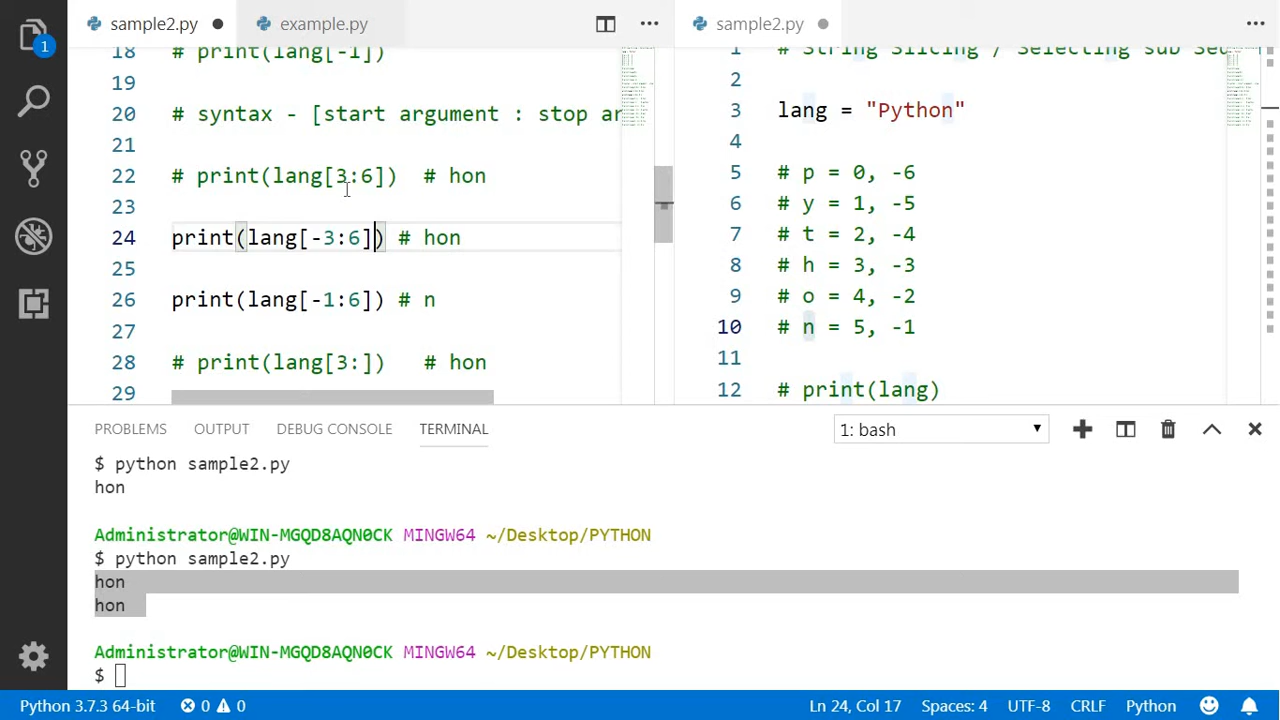 sample2.py
example.py
sample2.py
18 # print(lang[-1])
19
20 # syntax - [start argument : stop ar
21
22 # print(lang[3:6]) # hon
23
24 print(lang[-3:6]) # hon
25
26 print(lang[-1:6]) # n
27
28 # print(lang[3:]) # hon
29
1 # String Slicing / Selecting sub Sec
2
3 lang = "Python"
4
5 # p = 0, -6
6 # y = 1, -5
7 # t = 2, -4
8 # h = 3, -3
9 # o = 4, -2
10 # n = 5, -1
11
12 # print(lang)
1
PROBLEMS OUTPUT DEBUG CONSOLE TERMINAL 1: bash
$ python sample2.py
hon
Administrator@WIN-MGQD8AQN0CK MINGW64 ~/Desktop/PYTHON
$ python sample2.py
hon
hon
Administrator@WIN-MGQD8AQN0CK MINGW64 ~/Desktop/PYTHON
$
Python 3.7.3 64-bit 0 0 Ln 24, Col 17 Spaces: 4 UTF-8 CRLF Python